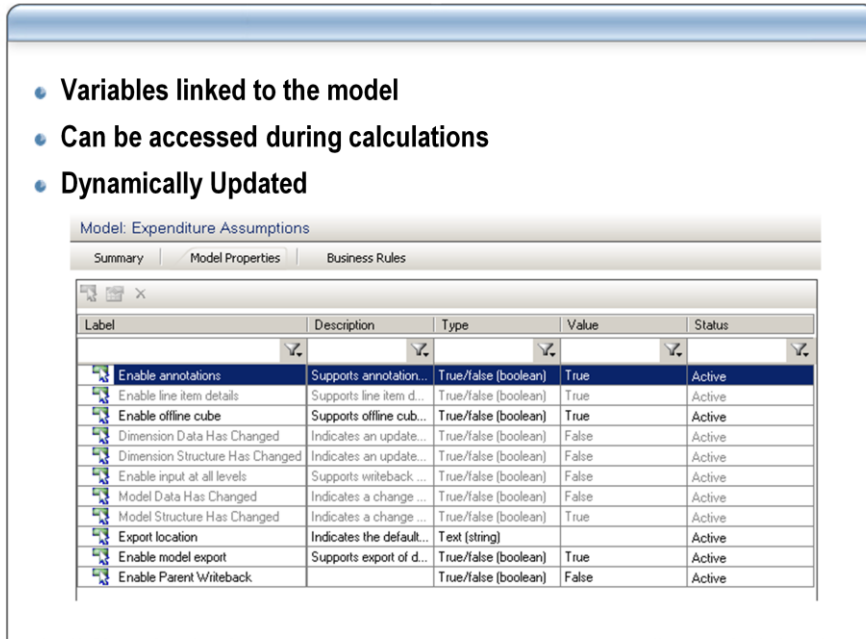 Variables linked to the model
Can be accessed during calculations
Dynamically Updated
Model: Expenditure Assumptions
Summary Model Properties Business Rules
Label Description Type Value Status
Enable annotations Supports annotation... True/false (boolean) True Active
Enable line item details Supports line item d... True/false (boolean) True Active
Enable offline cube Supports offline cub... True/false (boolean) True Active
Dimension Data Has Changed Indicates an update... True/false (boolean) False Active
Dimension Structure Has Changed Indicates an update... True/false (boolean) False Active
Enable input at all levels Supports writeback ... True/false (boolean) False Active
Model Data Has Changed Indicates a change ... True/false (boolean) False Active
Model Structure Has Changed Indicates a change ... True/false (boolean) True Active
Export location Indicates the default... Text (string) Active
Enable model export Supports export of d... True/false (boolean) True Active
Enable Parent Writeback True/false (boolean) False Active